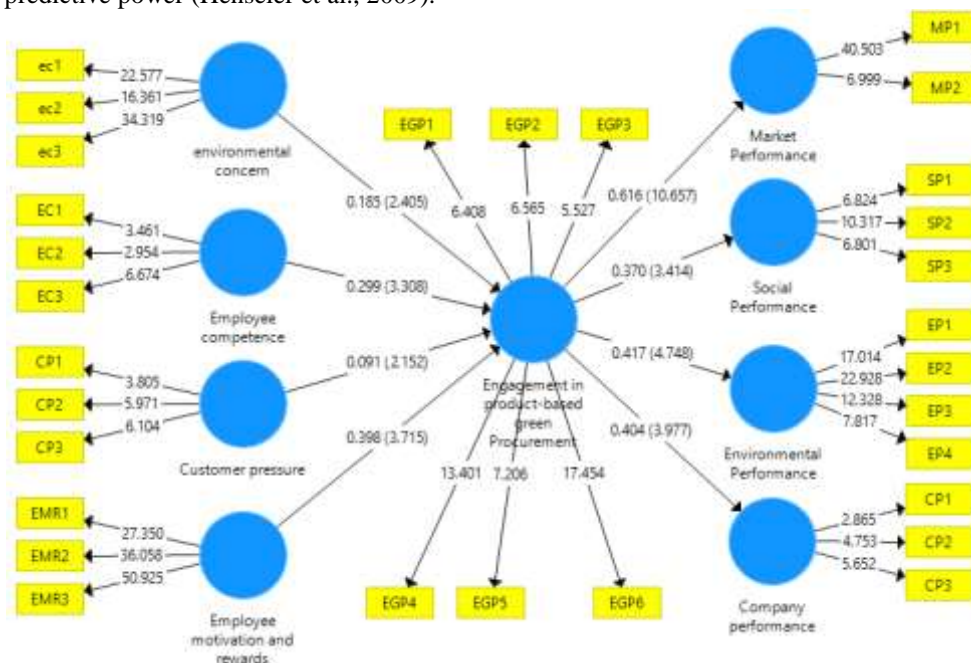 predictive power (Henseler et al., 2009).
ec1
22.577
ec2
16.361
ec3
34.319
environmental
concern
EC1
3.461
EC2
2.954
EC3
6.674
Employee
competence
CP1
3.805
CP2
5.971
CP3
6.104
Customer pressure
EMR1
27.350
EMR2
36.058
EMR3
50.925
Employee
motivation and
rewards
0.185 (2.405)
0.299 (3.308)
0.091 (2.152)
0.398 (3.715)
EGP1
EGP2
EGP3
6.408
6.565
5.527
Engagement in
product-based
green
Procurement
13.401
7.206
17.454
EGP4
EGP5
EGP6
0.616 (10.657)
0.370 (3.414)
0.417 (4.748)
0.404 (3.977)
MP1
40.503
MP2
6.999
Market
Performance
SP1
6.824
SP2
10.317
SP3
6.801
Social
Performance
EP1
17.014
EP2
22.928
EP3
12.328
EP4
7.817
Environmental
Performance
CP1
2.865
CP2
4.753
CP3
5.652
Company
performance